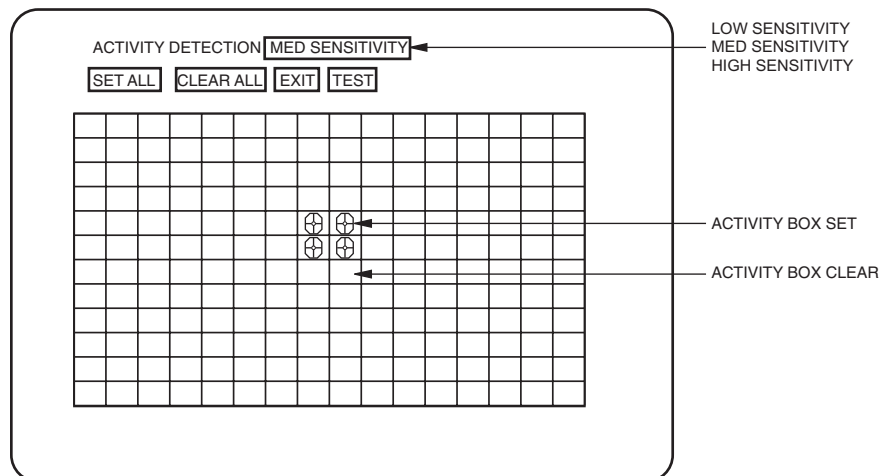 ACTIVITY DETECTION MED SENSITIVITY
SET ALL CLEAR ALL EXIT TEST
LOW SENSITIVITY
MED SENSITIVITY
HIGH SENSITIVITY
ACTIVITY BOX SET
ACTIVITY BOX CLEAR